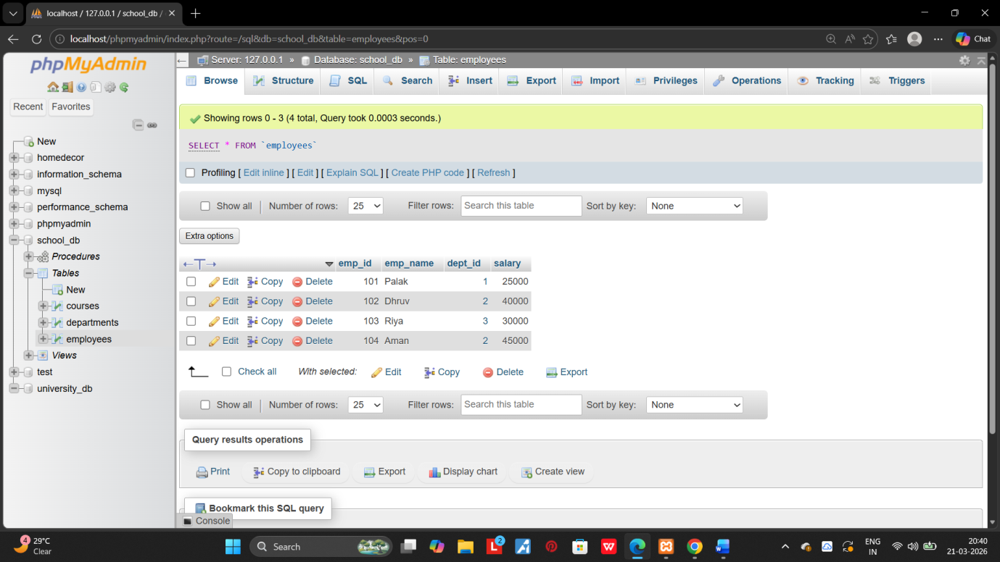 localhost / 127.0.0.1 / school_db /
localhost/phpmyadmin/index.php?route=/sql&db=school_db&table=employees&pos=0
Chat
phpMyAdmin
Recent Favorites
New
homedecor
information_schema
mysql
performance_schema
phpmyadmin
school_db
Procedures
Tables
New
courses
departments
employees
Views
test
university_db
Server: 127.0.0.1 » Database: school_db » Table: employees
Browse Structure SQL Search Insert Export Import Privileges Operations Tracking Triggers
Showing rows 0 - 3 (4 total, Query took 0.0003 seconds.)
SELECT * FROM `employees`
Profiling [ Edit inline ] [ Edit ] [ Explain SQL ] [ Create PHP code ] [ Refresh ]
Show all | Number of rows: 25 Filter rows: Search this table Sort by key: None
Extra options
←T→ emp_id emp_name dept_id salary
Edit Copy Delete 101 Palak 1 25000
Edit Copy Delete 102 Dhruv 2 40000
Edit Copy Delete 103 Riya 3 30000
Edit Copy Delete 104 Aman 2 45000
Check all With selected: Edit Copy Delete Export
Show all | Number of rows: 25 Filter rows: Search this table Sort by key: None
Query results operations
Print Copy to clipboard Export Display chart Create view
Bookmark this SQL query
Console
4 29°C
Clear
Search
L 2
W
W
ENG
IN
20:40
21-03-2026